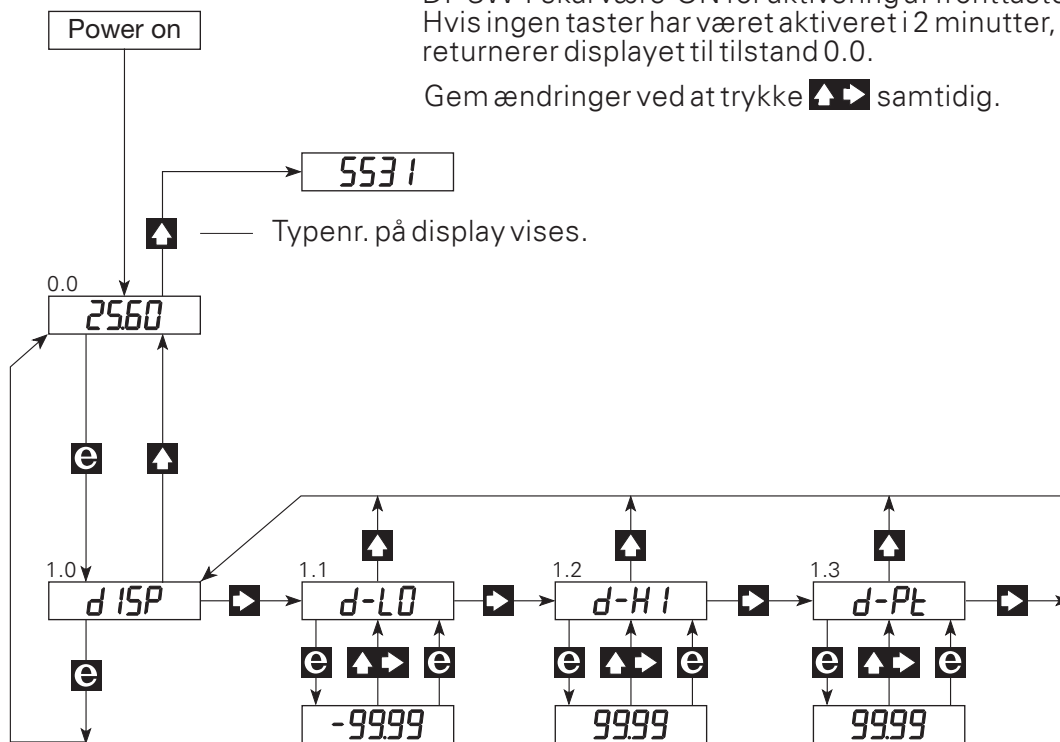 Power on
Hvis ingen taster har været aktiveret i 2 minutter,
returnerer displayet til tilstand 0.0.
Gem ændringer ved at trykke samtidig.
5531
Typenr. på display vises.
0.0
25.60
e
1.0
dISP
1.1
d-LO
1.2
d-HI
1.3
d-Pt
e
e
e
e
e
e
e
-99.99
99.99
99.99